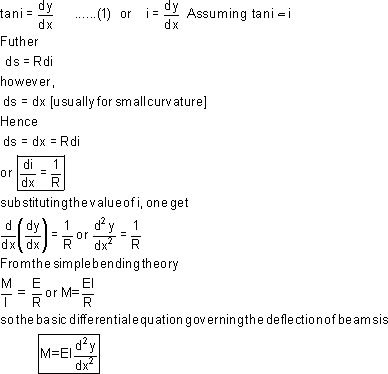 tan i = dy/dx ......(1) or i = dy/dx Assuming tan i = i
Futher
ds = Rdi
however,
ds = dx [usually for small curvature]
Hence
ds = dx = Rdi
or di/dx = 1/R
substituting the value of i, one get
d/dx(dy/dx) = 1/R or d²y/dx² = 1/R
From the simple bending theory
M/I = E/R or M= EI/R
so the basic differential equation governing the deflection of beams is
M=EI d²y/dx²